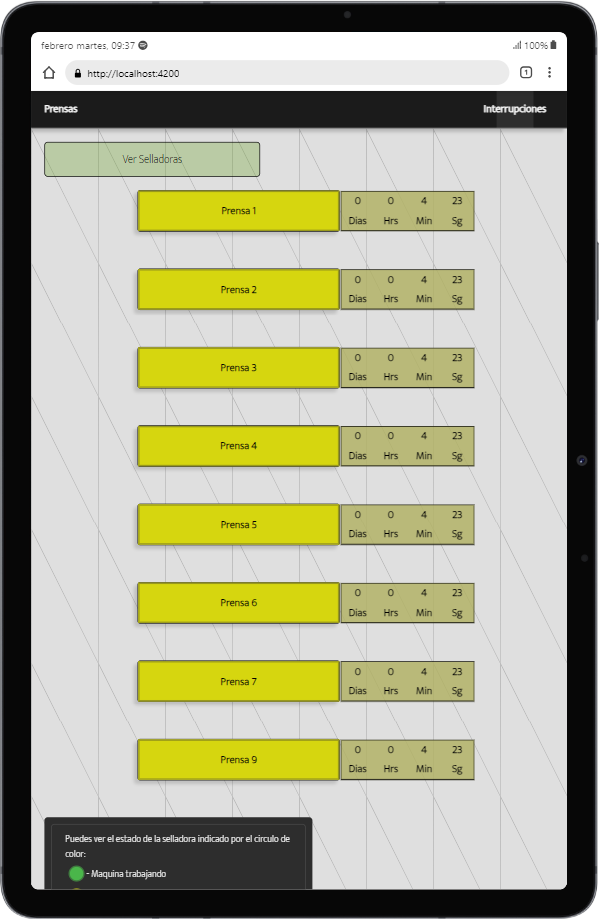 febrero martes, 09:37
100%
http://localhost:4200
1
Prensas
Interrupciones
Ver Selladoras
Prensa 1
0 0 4 23
Dias Hrs Min Sg
Prensa 2
0 0 4 23
Dias Hrs Min Sg
Prensa 3
0 0 4 23
Dias Hrs Min Sg
Prensa 4
0 0 4 23
Dias Hrs Min Sg
Prensa 5
0 0 4 23
Dias Hrs Min Sg
Prensa 6
0 0 4 23
Dias Hrs Min Sg
Prensa 7
0 0 4 23
Dias Hrs Min Sg
Prensa 9
0 0 4 23
Dias Hrs Min Sg
Puedes ver el estado de la selladora indicado por el circulo de
color:
- Maquina trabajando